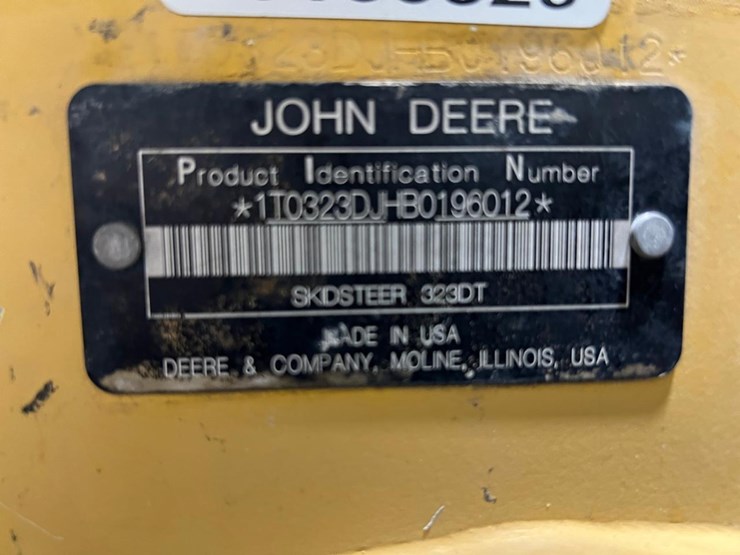 JOHN DEERE
Product Identification Number
*1T0323DJHB0196012*
SKIDSTEER 323DT
MADE IN USA
DEERE & COMPANY, MOLINE, ILLINOIS, USA